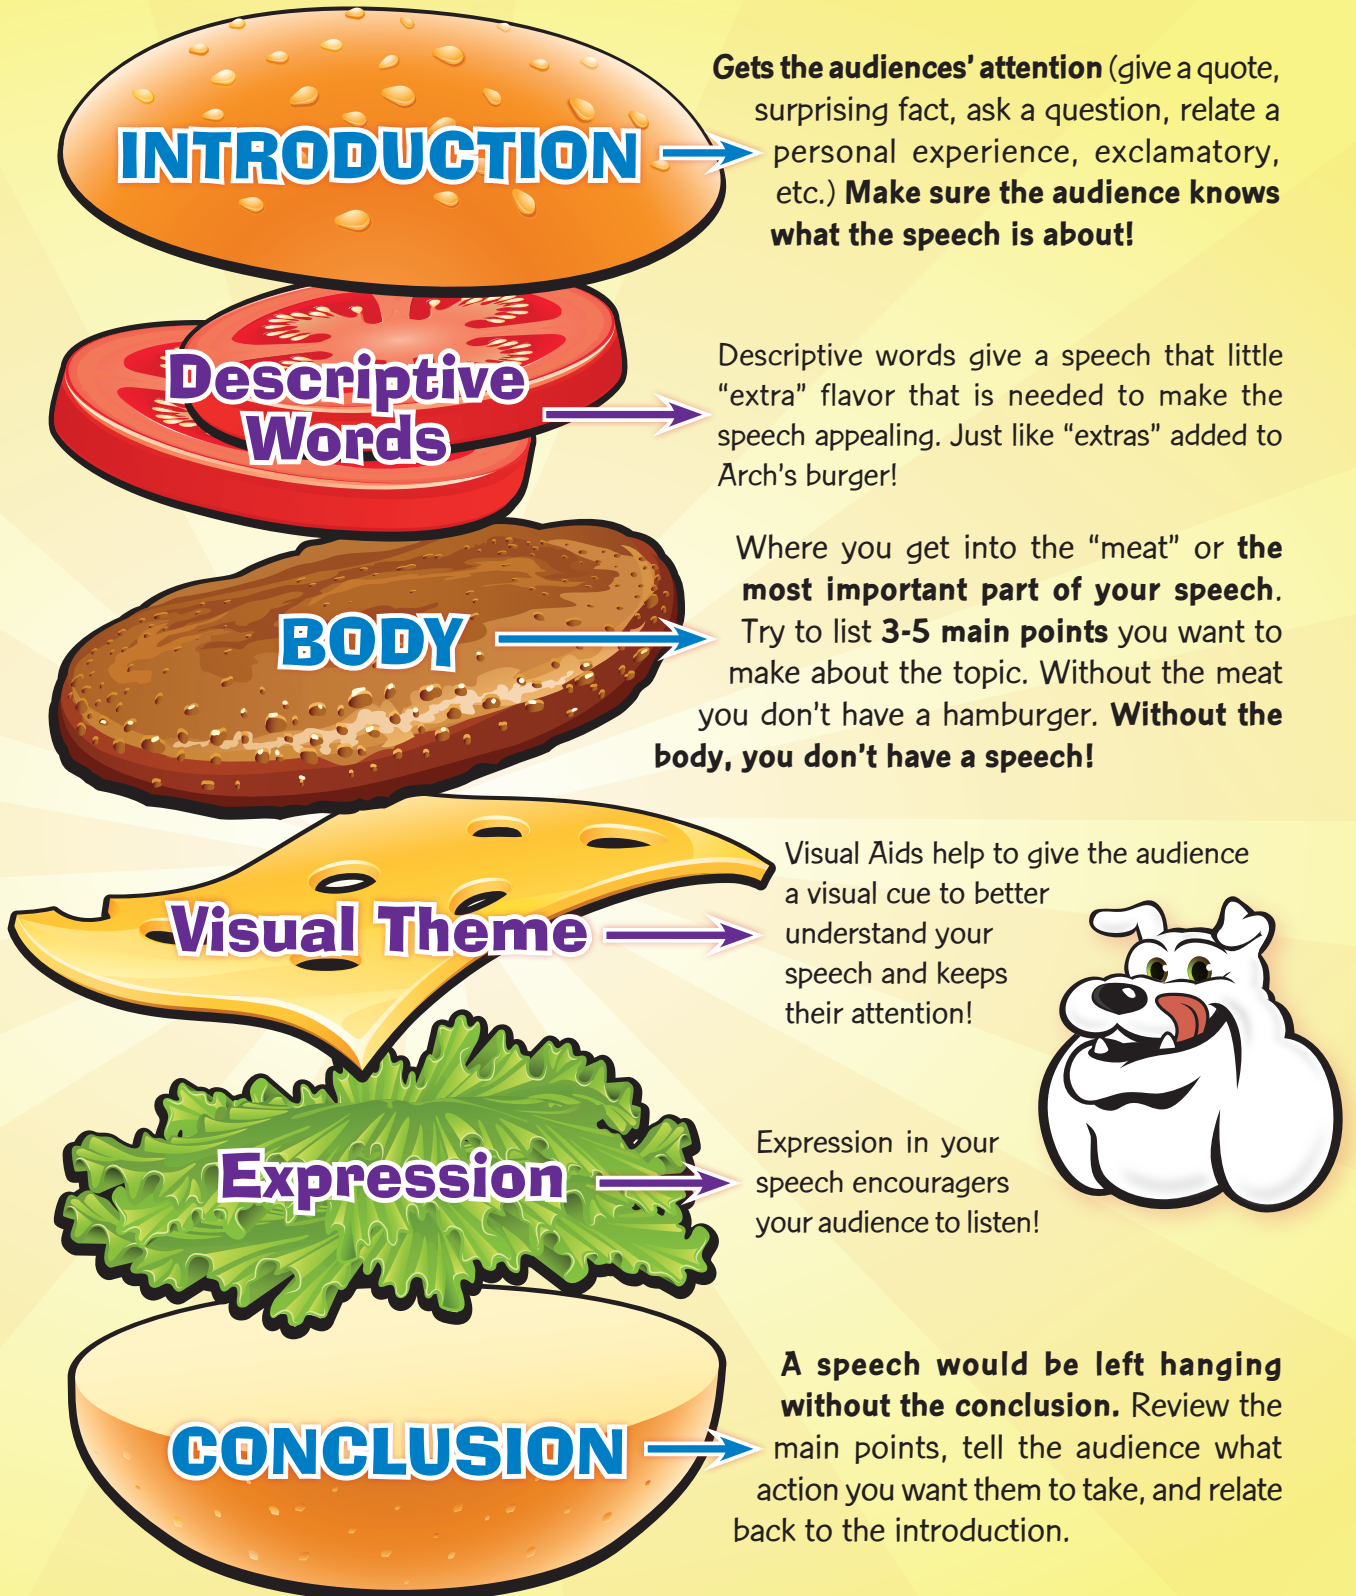 INTRODUCTION
Gets the audiences' attention (give a quote,
surprising fact, ask a question, relate a
personal experience, exclamatory,
etc.) Make sure the audience knows
what the speech is about!
Descriptive
Words
Descriptive words give a speech that little
“extra” flavor that is needed to make the
speech appealing. Just like “extras” added to
Arch's burger!
BODY
Where you get into the “meat” or the
most important part of your speech.
Try to list 3-5 main points you want to
make about the topic. Without the meat
you don't have a hamburger. Without the
body, you don't have a speech!
Visual Theme
Visual Aids help to give the audience
a visual cue to better
understand your
speech and keeps
their attention!
Expression
Expression in your
speech encouragers
your audience to listen!
CONCLUSION
A speech would be left hanging
without the conclusion. Review the
main points, tell the audience what
action you want them to take, and relate
back to the introduction.